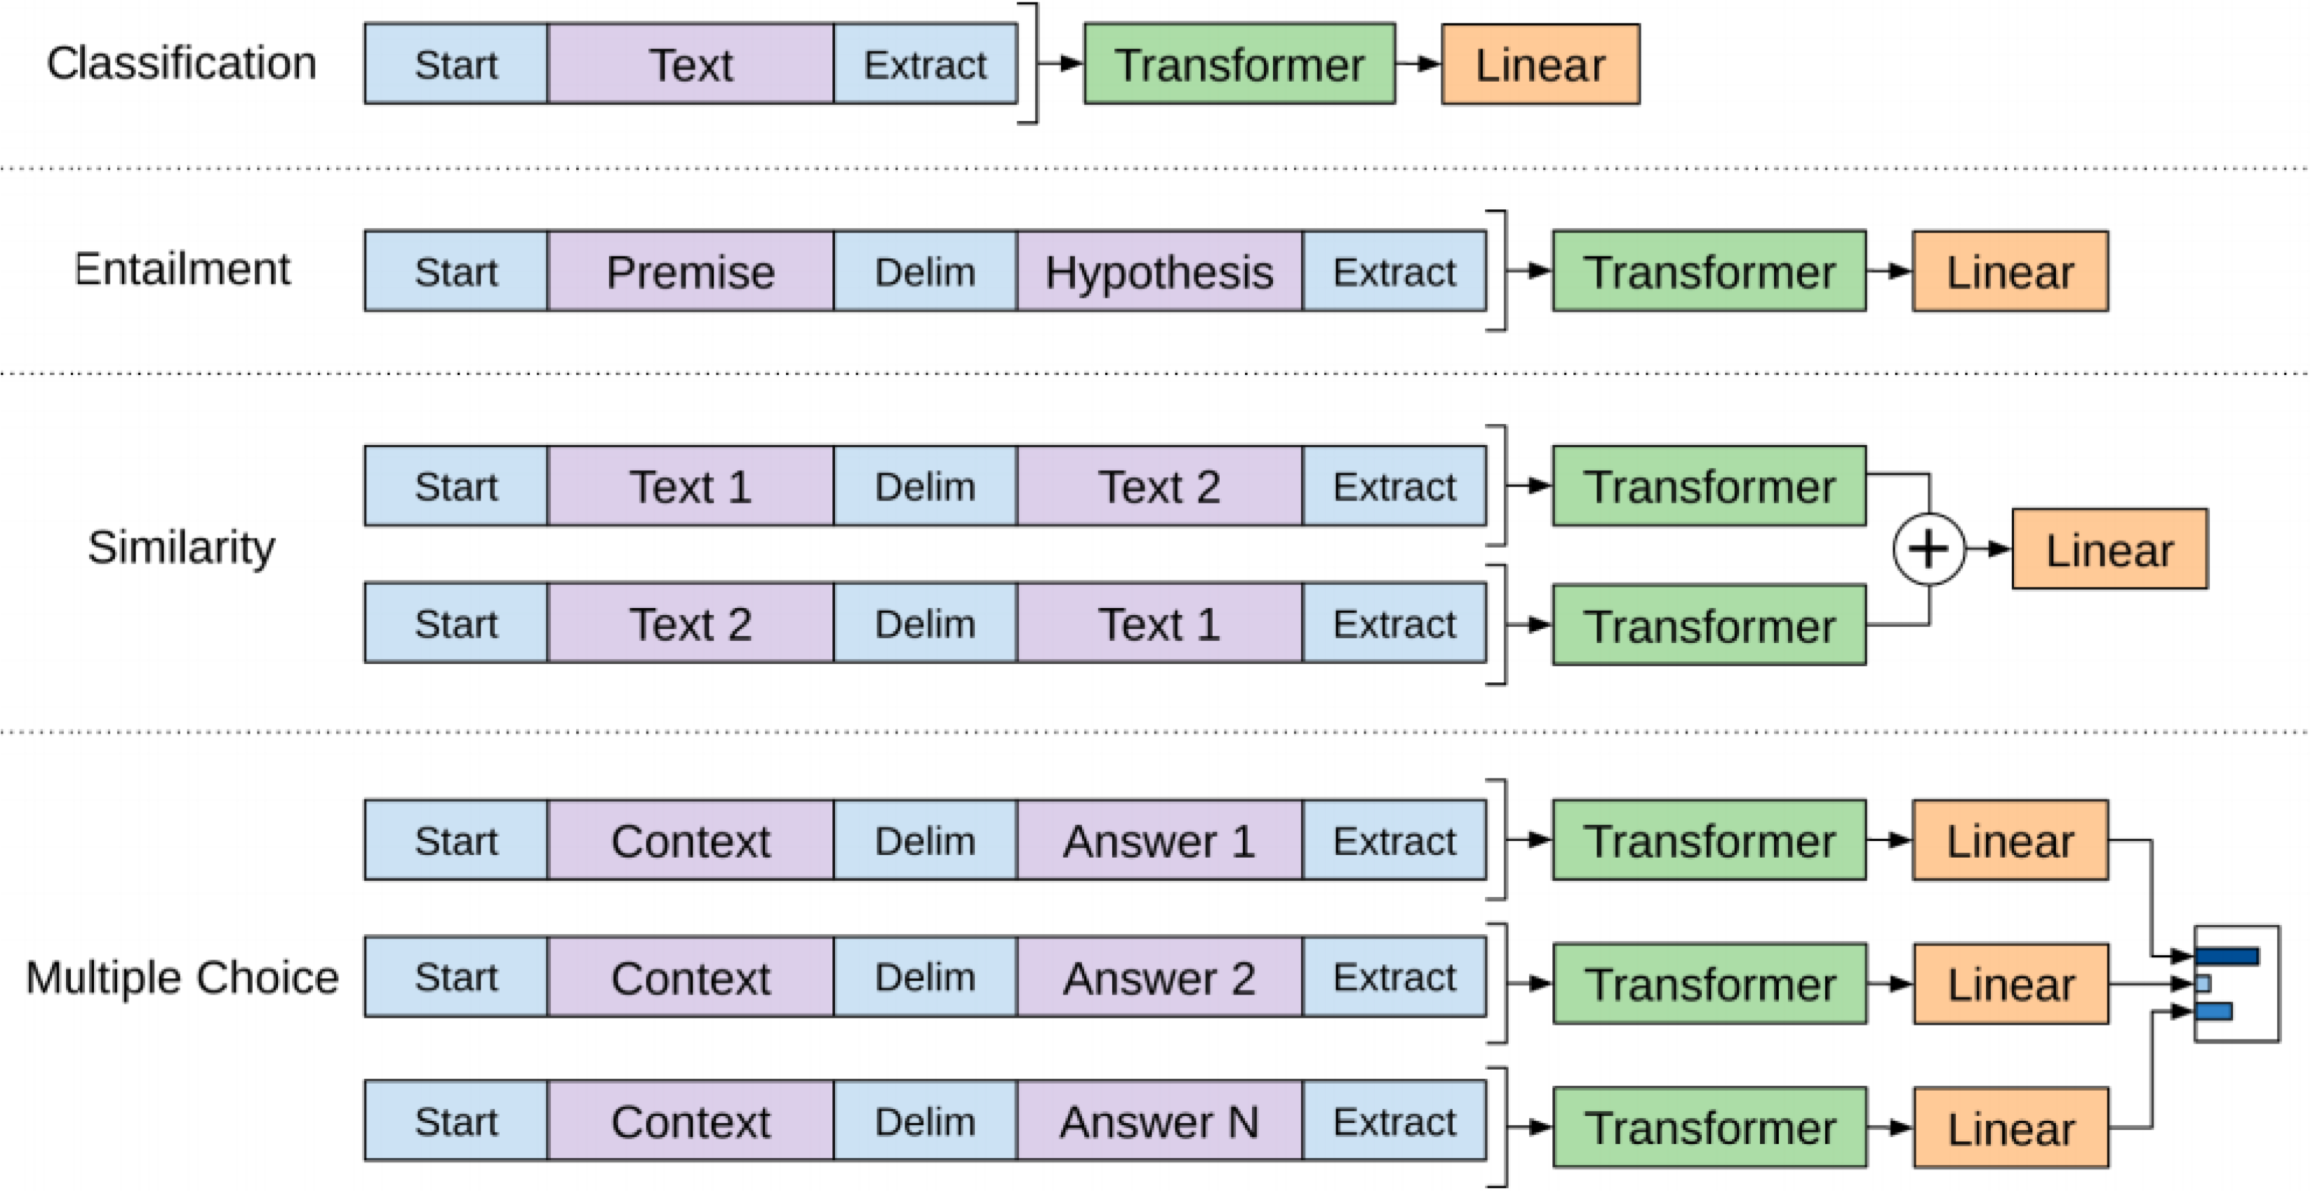 Classification Start Text Extract Transformer Linear
Entailment Start Premise Delim Hypothesis Extract Transformer Linear
Start Text 1 Delim Text 2 Extract Transformer
Similarity + Linear
Start Text 2 Delim Text 1 Extract Transformer
Start Context Delim Answer 1 Extract Transformer Linear
Multiple Choice Start Context Delim Answer 2 Extract Transformer Linear
Start Context Delim Answer N Extract Transformer Linear